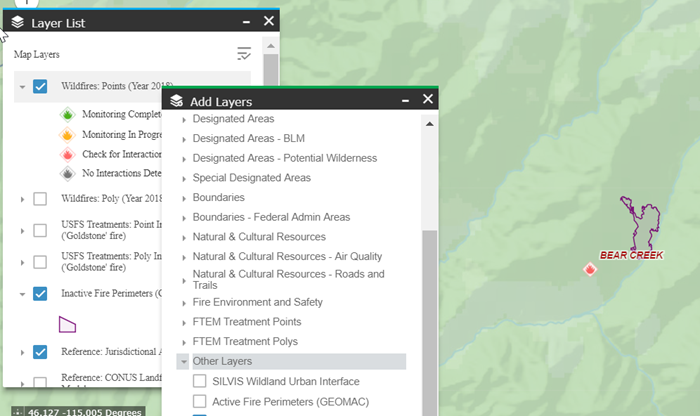 Layer List
Map Layers
Wildfires: Points (Year 2018)
Monitoring Complet
Monitoring In Progre
Check for Interaction
No Interactions Dete
Wildfires: Poly (Year 2018
USFS Treatments: Point In
('Goldstone' fire)
USFS Treatments: Poly In
('Goldstone' fire)
Inactive Fire Perimeters (G
Reference: Jurisdictional A
Reference: CONUS Landf
46.127 -115.005 Degrees
Add Layers
Designated Areas
Designated Areas - BLM
Designated Areas - Potential Wilderness
Special Designated Areas
Boundaries
Boundaries - Federal Admin Areas
Natural & Cultural Resources
Natural & Cultural Resources - Air Quality
Natural & Cultural Resources - Roads and
Trails
Fire Environment and Safety
FTEM Treatment Points
FTEM Treatment Polys
Other Layers
SILVIS Wildland Urban Interface
Active Fire Perimeters (GEOMAC)
BEAR CREEK